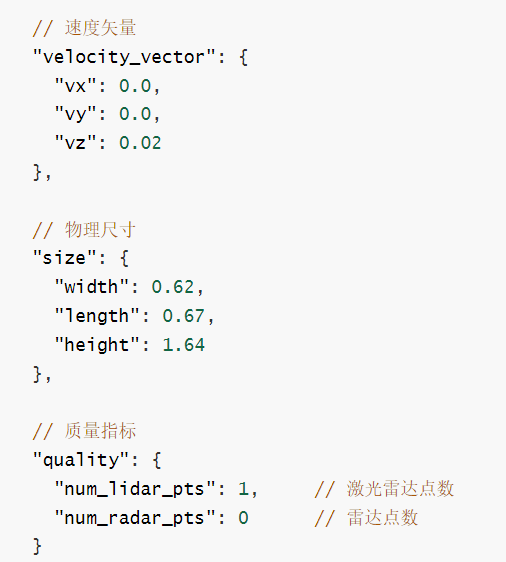 // 速度矢量
"velocity_vector": {
  "vx": 0.0,
  "vy": 0.0,
  "vz": 0.02
},
// 物理尺寸
"size": {
  "width": 0.62,
  "length": 0.67,
  "height": 1.64
},
// 质量指标
"quality": {
  "num_lidar_pts": 1,     // 激光雷达点数
  "num_radar_pts": 0      // 雷达点数
}